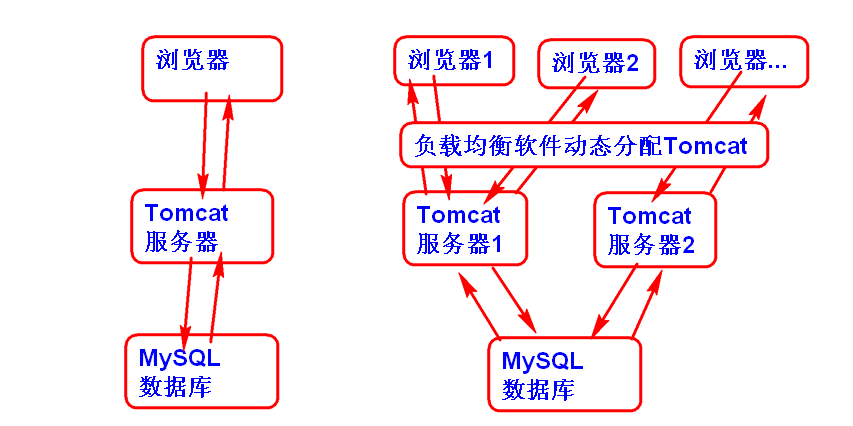 浏览器
Tomcat
服务器
MySQL
数据库
浏览器1
浏览器2
浏览器...
负载均衡软件动态分配Tomcat
Tomcat
服务器1
Tomcat
服务器2
MySQL
数据库